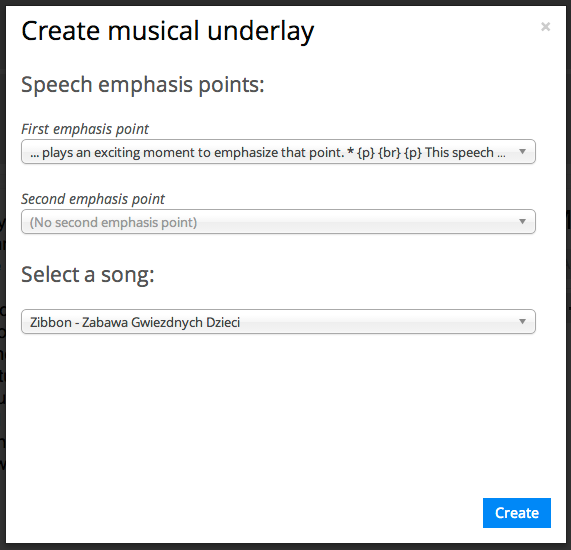 Create musical underlay
×
Speech emphasis points:
First emphasis point
... plays an exciting moment to emphasize that point. * {p} {br} {p} This speech ...
Second emphasis point
(No second emphasis point)
Select a song:
Zibbon - Zabawa Gwiezdnych Dzieci
Create